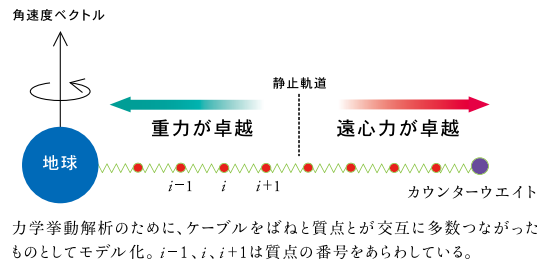 角速度ベクトル
静止軌道
重力が卓越
遠心力が卓越
地球
i−1
i
i+1
カウンターウエイト
力学挙動解析のために、ケーブルをばねと質点とが交互に多数つながった
ものとしてモデル化。i−1、i、i+1は質点の番号をあらわしている。